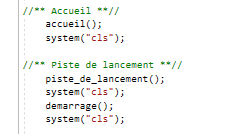 //** Accueil **//
accueil();
system("cls");
//** Piste de lancement **//
piste_de_lancement();
system("cls");
demarrage();
system("cls");